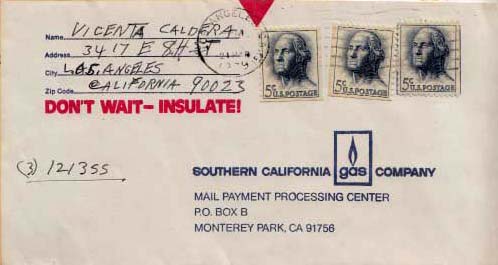 Name VICENTA CALDERA
Address 3417 E 8TH ST
City LOS, ANGELES
Zip Code CALIFORNIA 90023
DON'T WAIT— INSULATE!
5¢ U.S. POSTAGE
5¢ U.S. POSTAGE
5¢ U.S. POSTAGE
(3) 121355
SOUTHERN CALIFORNIA gas COMPANY
MAIL PAYMENT PROCESSING CENTER
P.O. BOX B
MONTEREY PARK, CA 91756